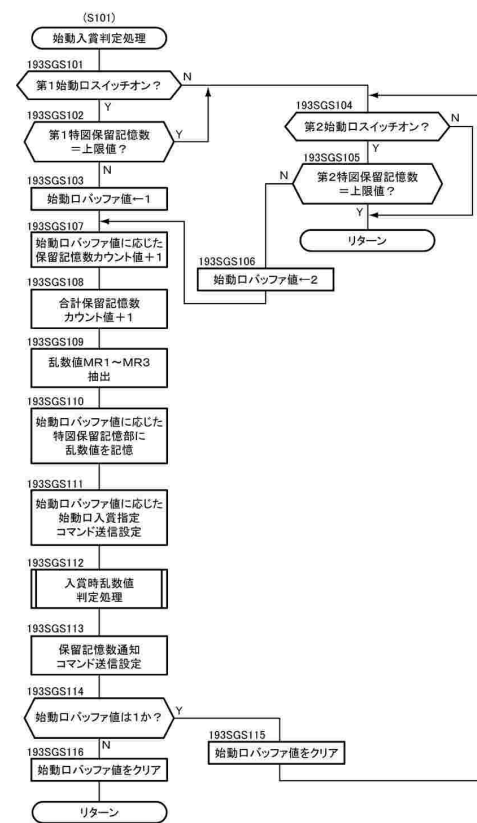 (S101)
始動入賞判定処理
193SGS101
第1始動口スイッチオン?
N
Y
193SGS102
第1特図保留記憶数
=上限値?
Y
N
193SGS103
始動口バッファ値←1
193SGS104
第2始動口スイッチオン?
N
Y
193SGS105
第2特図保留記憶数
=上限値?
N
Y
リターン
193SGS106
始動口バッファ値←2
193SGS107
始動口バッファ値に応じた
保留記憶数カウント値+1
193SGS108
合計保留記憶数
カウント値+1
193SGS109
乱数値MR1~MR3
抽出
193SGS110
始動口バッファ値に応じた
特図保留記憶部に
乱数値を記憶
193SGS111
始動口バッファ値に応じた
始動口入賞指定
コマンド送信設定
193SGS112
入賞時乱数値
判定処理
193SGS113
保留記憶数通知
コマンド送信設定
193SGS114
始動口バッファ値は1か?
Y
N
193SGS115
始動口バッファ値をクリア
193SGS116
始動口バッファ値をクリア
リターン